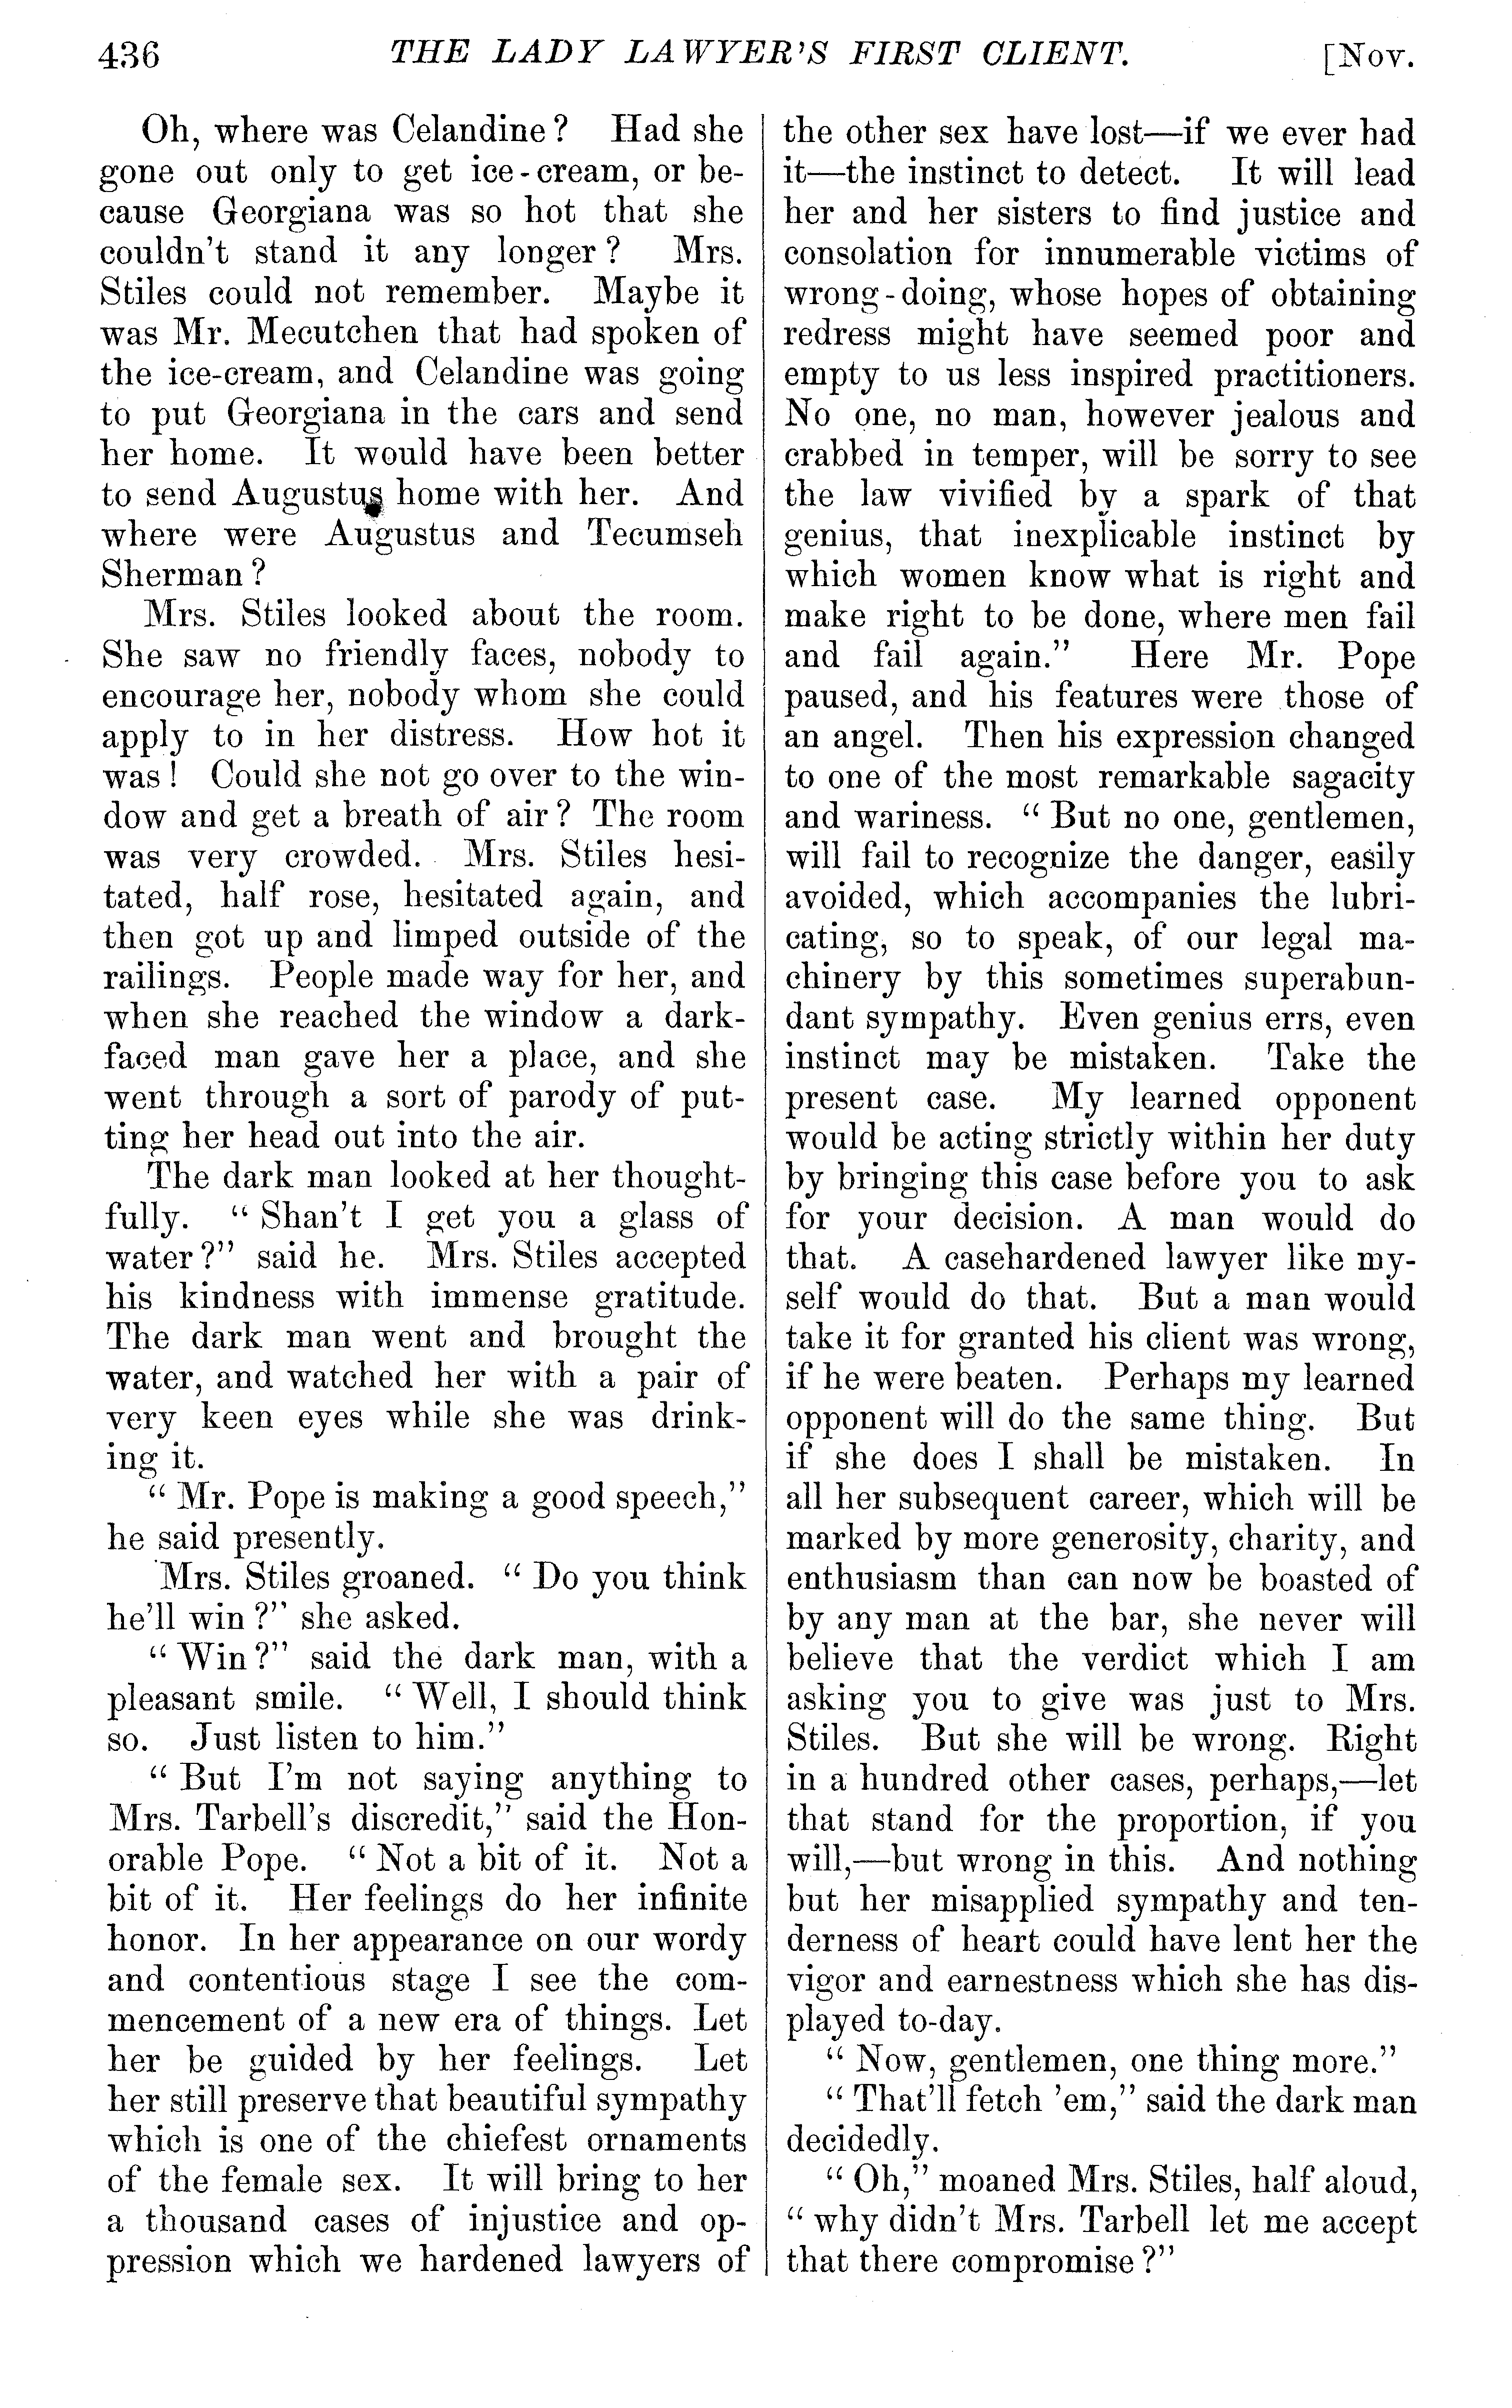 436 THE LADY LAWYER'S FIRST CLIENT. [Nov.
Oh, where was Celandine? Had she
gone out only to get ice-cream, or be-
cause Georgiana was so hot that she
couldn't stand it any longer? Mrs.
Stiles could not remember. Maybe it
was Mr. Mecutchen that had spoken of
the ice-cream, and Celandine was going
to put Georgiana in the cars and send
her home. It would have been better
to send Augustus home with her. And
where were Augustus and Tecumseh
Sherman?
Mrs. Stiles looked about the room.
She saw no friendly faces, nobody to
encourage her, nobody whom she could
apply to in her distress. How hot it
was! Could she not go over to the win-
dow and get a breath of air? The room
was very crowded. Mrs. Stiles hesi-
tated, half rose, hesitated again, and
then got up and limped outside of the
railings. People made way for her, and
when she reached the window a dark-
faced man gave her a place, and she
went through a sort of parody of put-
ting her head out into the air.
The dark man looked at her thought-
fully. "Shan't I get you a glass of
water?" said he. Mrs. Stiles accepted
his kindness with immense gratitude.
The dark man went and brought the
water, and watched her with a pair of
very keen eyes while she was drink-
ing it.
"Mr. Pope is making a good speech,"
he said presently.
Mrs. Stiles groaned. "Do you think
he'll win?" she asked.
"Win?" said the dark man, with a
pleasant smile. "Well, I should think
so. Just listen to him."
"But I'm not saying anything to
Mrs. Tarbell's discredit," said the Hon-
orable Pope. "Not a bit of it. Not a
bit of it. Her feelings do her infinite
honor. In her appearance on our wordy
and contentious stage I see the com-
mencement of a new era of things. Let
her be guided by her feelings. Let
her still preserve that beautiful sympathy
which is one of the chiefest ornaments
of the female sex. It will bring to her
a thousand cases of injustice and op-
pression which we hardened lawyers of
the other sex have lost—if we ever had
it—the instinct to detect. It will lead
her and her sisters to find justice and
consolation for innumerable victims of
wrong-doing, whose hopes of obtaining
redress might have seemed poor and
empty to us less inspired practitioners.
No one, no man, however jealous and
crabbed in temper, will be sorry to see
the law vivified by a spark of that
genius, that inexplicable instinct by
which women know what is right and
make right to be done, where men fail
and fail again." Here Mr. Pope
paused, and his features were those of
an angel. Then his expression changed
to one of the most remarkable sagacity
and wariness. "But no one, gentlemen,
will fail to recognize the danger, easily
avoided, which accompanies the lubri-
cating, so to speak, of our legal ma-
chinery by this sometimes superabun-
dant sympathy. Even genius errs, even
instinct may be mistaken. Take the
present case. My learned opponent
would be acting strictly within her duty
by bringing this case before you to ask
for your decision. A man would do
that. A casehardened lawyer like my-
self would do that. But a man would
take it for granted his client was wrong,
if he were beaten. Perhaps my learned
opponent will do the same thing. But
if she does I shall be mistaken. In
all her subsequent career, which will be
marked by more generosity, charity, and
enthusiasm than can now be boasted of
by any man at the bar, she never will
believe that the verdict which I am
asking you to give was just to Mrs.
Stiles. But she will be wrong. Right
in a hundred other cases, perhaps,—let
that stand for the proportion, if you
will,—but wrong in this. And nothing
but her misapplied sympathy and ten-
derness of heart could have lent her the
vigor and earnestness which she has dis-
played to-day.
"Now, gentlemen, one thing more."
"That'll fetch 'em," said the dark man
decidedly.
"Oh," moaned Mrs. Stiles, half aloud,
"why didn't Mrs. Tarbell let me accept
that there compromise?"